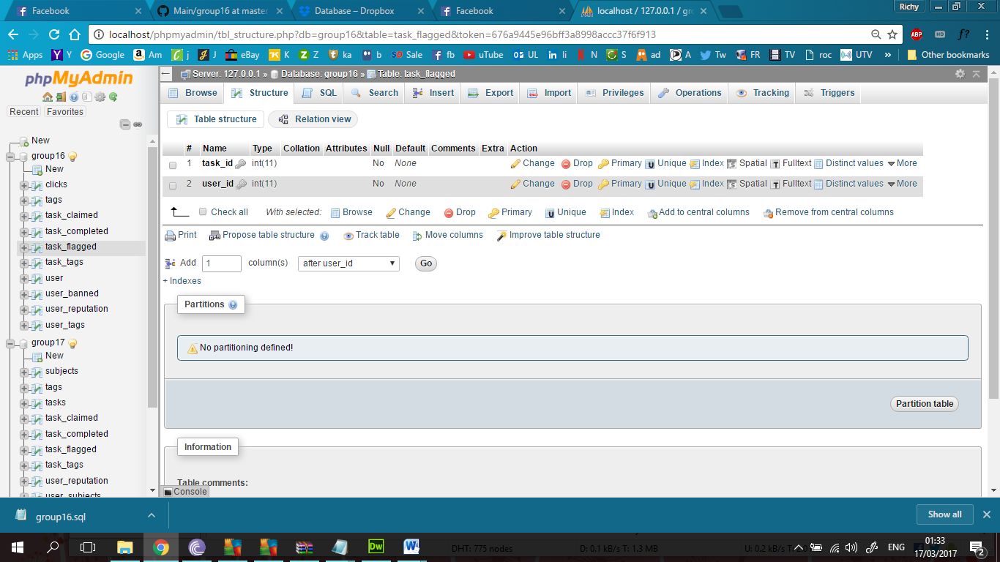 Facebook
Main/group16 at master
Database – Dropbox
Facebook
localhost / 127.0.0.1 / gro
Richy
localhost/phpmyadmin/tbl_structure.php?db=group16&table=task_flagged&token=676a9445e96bff3a8998accc37f6f913
ABP HD f?
Apps Y Google Am j J eBay K Z ka b Sale fb uTube UL li N S ad A Tw FR TV roc UTV » Other bookmarks
phpMyAdmin
Recent Favorites
New
group16
New
clicks
tags
task_claimed
task_completed
task_flagged
task_tags
user
user_banned
user_reputation
user_tags
group17
New
subjects
tags
tasks
task_claimed
task_completed
task_flagged
task_tags
user_reputation
user_subjects
Server: 127.0.0.1 » Database: group16 » Table: task_flagged
Browse Structure SQL Search Insert Export Import Privileges Operations Tracking Triggers
Table structure Relation view
# Name Type Collation Attributes Null Default Comments Extra Action
1 task_id int(11) No None Change Drop Primary Unique Index Spatial Fulltext Distinct values More
2 user_id int(11) No None Change Drop Primary Unique Index Spatial Fulltext Distinct values More
Check all With selected: Browse Change Drop Primary Unique Index Add to central columns Remove from central columns
Print Propose table structure Track table Move columns Improve table structure
Add 1 column(s) after user_id Go
+ Indexes
Partitions
No partitioning defined!
Partition table
Information
Table comments:
Console
group16.sql
Show all
DHT: 775 nodes D: 0.1 kB/s T: 1.3 MB U: 0.2 kB/s
Dw
ENG
01:33
17/03/2017
2